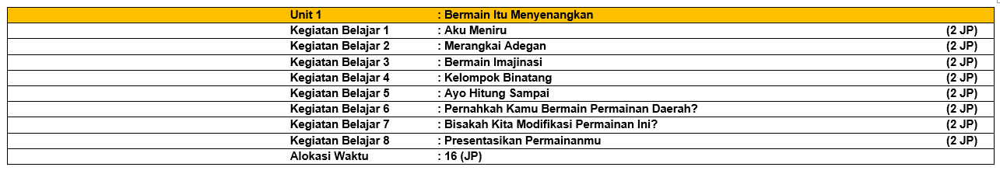 Unit 1 : Bermain Itu Menyenangkan
Kegiatan Belajar 1 : Aku Meniru (2 JP)
Kegiatan Belajar 2 : Merangkai Adegan (2 JP)
Kegiatan Belajar 3 : Bermain Imajinasi (2 JP)
Kegiatan Belajar 4 : Kelompok Binatang (2 JP)
Kegiatan Belajar 5 : Ayo Hitung Sampai (2 JP)
Kegiatan Belajar 6 : Pernahkah Kamu Bermain Permainan Daerah? (2 JP)
Kegiatan Belajar 7 : Bisakah Kita Modifikasi Permainan Ini? (2 JP)
Kegiatan Belajar 8 : Presentasikan Permainanmu (2 JP)
Alokasi Waktu : 16 (JP)